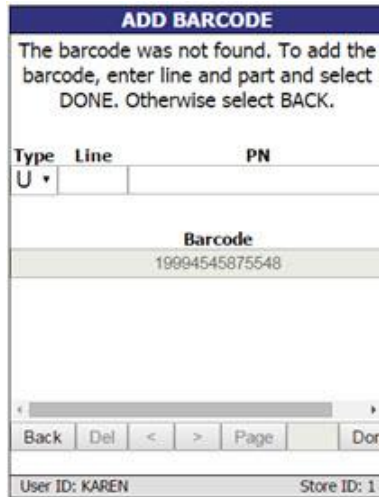 ADD BARCODE
The barcode was not found. To add the
barcode, enter line and part and select
DONE. Otherwise select BACK.
Type Line PN
U
Barcode
19994545875548
Back Del < > Page Don
User ID: KAREN Store ID: 1